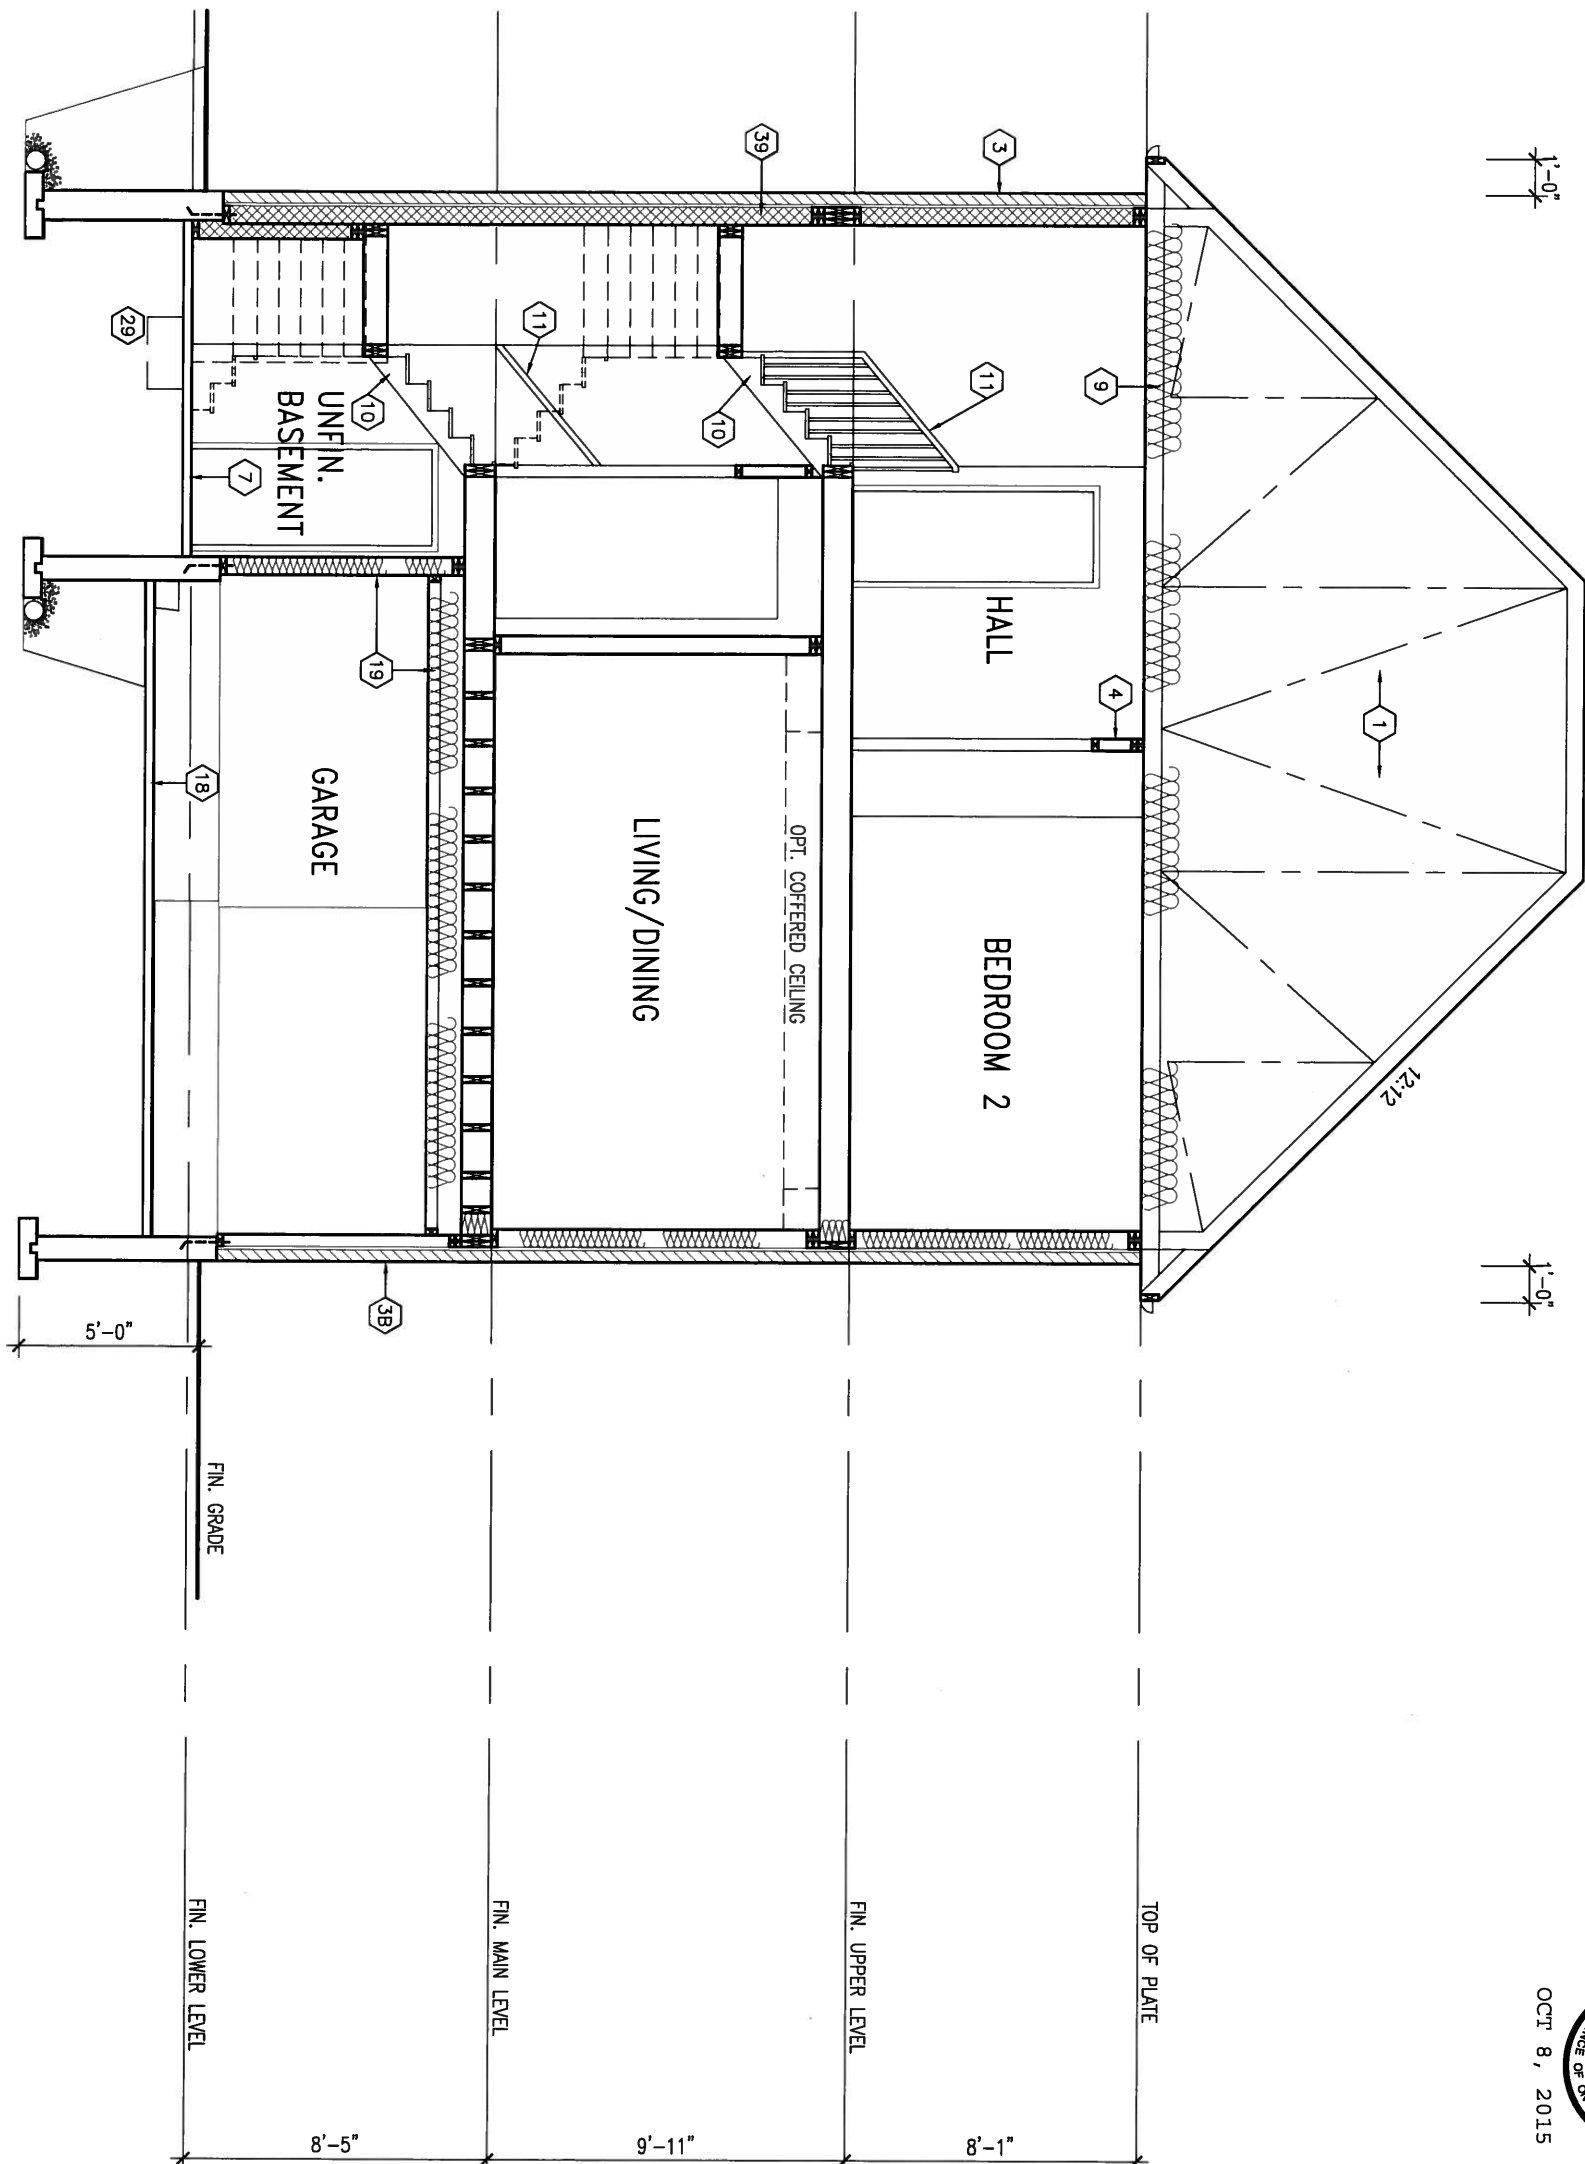 1'-0"
1'-0"
12:12
1
9
3
39
4
11
11
10
10
HALL
BEDROOM 2
OPT. COFFERED CEILING
LIVING/DINING
19
GARAGE
UNFIN.
BASEMENT
7
29
18
3B
5'-0"
FIN. GRADE
TOP OF PLATE
FIN. UPPER LEVEL
FIN. MAIN LEVEL
FIN. LOWER LEVEL
8'-1"
9'-11"
8'-5"
OF
OCT 8, 2015